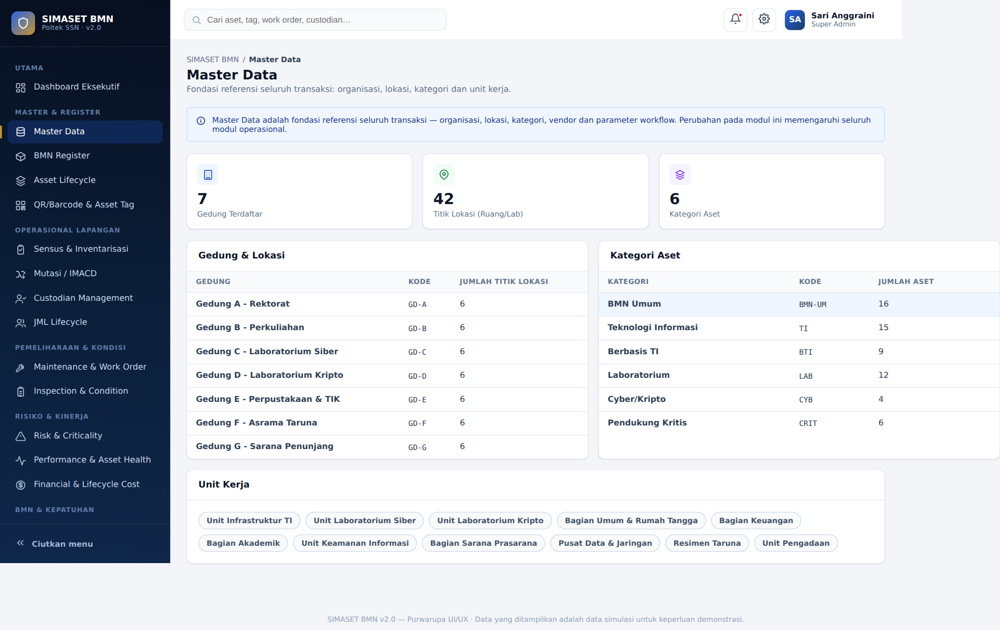 SIMASET BMN
Poltek SSN · v2.0
UTAMA
Dashboard Eksekutif
MASTER & REGISTER
Master Data
BMN Register
Asset Lifecycle
QR/Barcode & Asset Tag
OPERASIONAL LAPANGAN
Sensus & Inventarisasi
Mutasi / IMACD
Custodian Management
JML Lifecycle
PEMELIHARAAN & KONDISI
Maintenance & Work Order
Inspection & Condition
RISIKO & KINERJA
Risk & Criticality
Performance & Asset Health
Financial & Lifecycle Cost
BMN & KEPATUHAN
Ciutkan menu
Cari aset, tag, work order, custodian…
SA
Sari Anggraini
Super Admin
SIMASET BMN / Master Data
Master Data
Fondasi referensi seluruh transaksi: organisasi, lokasi, kategori dan unit kerja.
Master Data adalah fondasi referensi seluruh transaksi — organisasi, lokasi, kategori, vendor dan parameter workflow. Perubahan pada modul ini memengaruhi seluruh
modul operasional.
7
Gedung Terdaftar
42
Titik Lokasi (Ruang/Lab)
6
Kategori Aset
Gedung & Lokasi
GEDUNG KODE JUMLAH TITIK LOKASI
Gedung A - Rektorat GD-A 6
Gedung B - Perkuliahan GD-B 6
Gedung C - Laboratorium Siber GD-C 6
Gedung D - Laboratorium Kripto GD-D 6
Gedung E - Perpustakaan & TIK GD-E 6
Gedung F - Asrama Taruna GD-F 6
Gedung G - Sarana Penunjang GD-G 6
Kategori Aset
KATEGORI KODE JUMLAH ASET
BMN Umum BMN-UM 16
Teknologi Informasi TI 15
Berbasis TI BTI 9
Laboratorium LAB 12
Cyber/Kripto CYB 4
Pendukung Kritis CRIT 6
Unit Kerja
Unit Infrastruktur TI Unit Laboratorium Siber Unit Laboratorium Kripto Bagian Umum & Rumah Tangga Bagian Keuangan
Bagian Akademik Unit Keamanan Informasi Bagian Sarana Prasarana Pusat Data & Jaringan Resimen Taruna Unit Pengadaan
SIMASET BMN v2.0 — Purwarupa UI/UX · Data yang ditampilkan adalah data simulasi untuk keperluan demonstrasi.